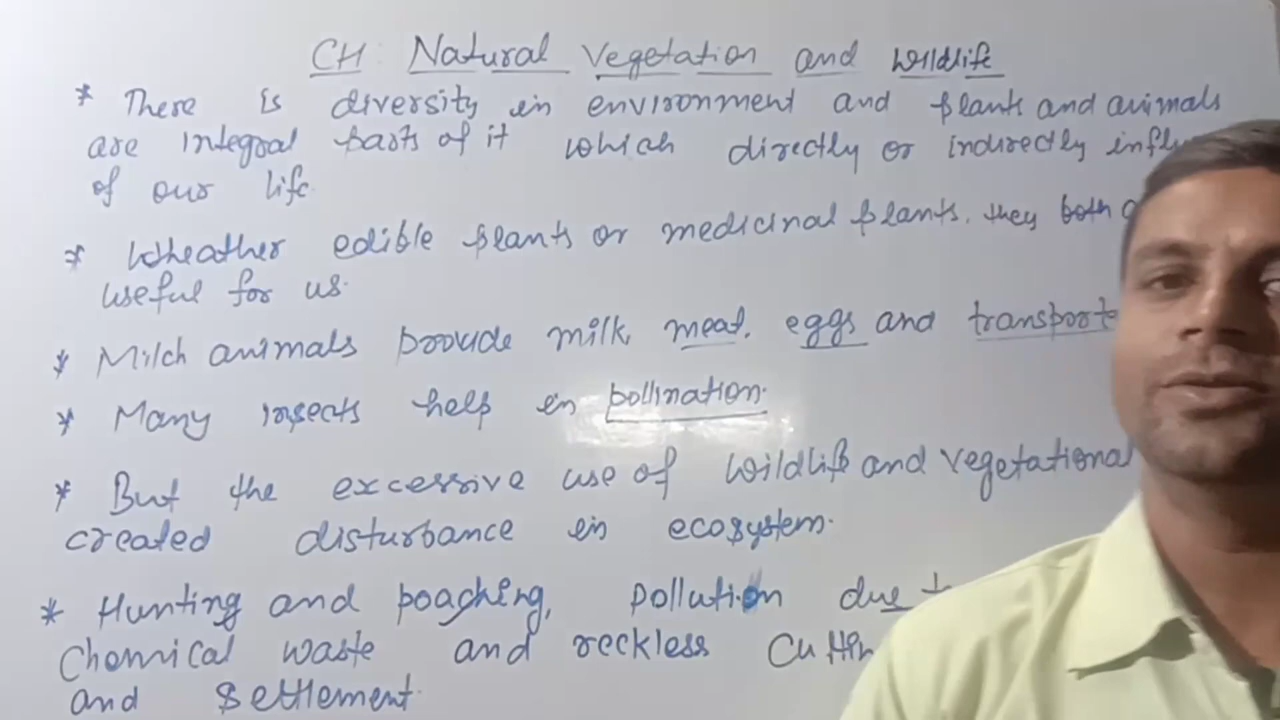 CH: Natural Vegetation and wildlife
* There is diversity in environment and plants and animals
are integral parts of it which directly or indirectly
of our life.
* Wheather edible plants or medicinal plants. they both
useful for us.
* Milch animals provide milk, meat, eggs and
* Many insects help in pollination.
* But the excessive use of wildlife and vegetational
created disturbance in ecosystem.
* Hunting and poaching, pollution due
Chemical waste and reckless
and settlement.